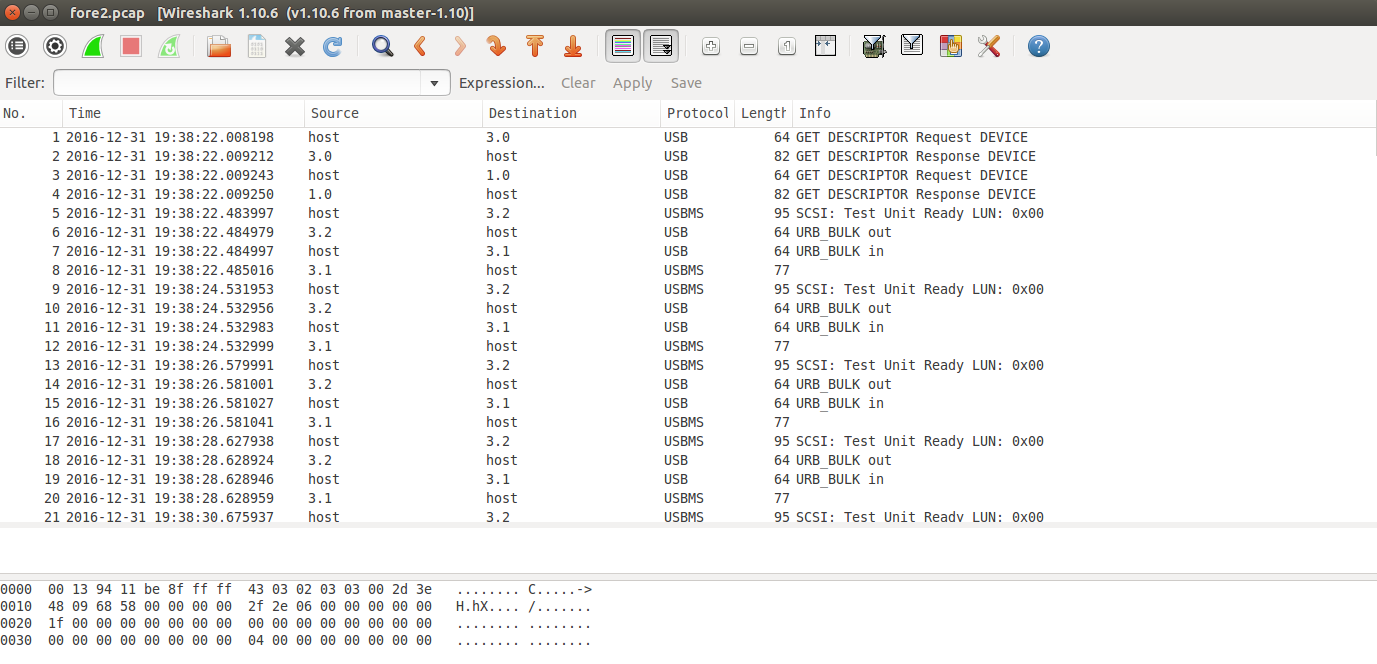 fore2.pcap [Wireshark 1.10.6 (v1.10.6 from master-1.10)]
Filter: Expression... Clear Apply Save
No. Time Source Destination Protocol Length Info
1 2016-12-31 19:38:22.008198 host 3.0 USB 64 GET DESCRIPTOR Request DEVICE
2 2016-12-31 19:38:22.009212 3.0 host USB 82 GET DESCRIPTOR Response DEVICE
3 2016-12-31 19:38:22.009243 host 1.0 USB 64 GET DESCRIPTOR Request DEVICE
4 2016-12-31 19:38:22.009250 1.0 host USB 82 GET DESCRIPTOR Response DEVICE
5 2016-12-31 19:38:22.483997 host 3.2 USBMS 95 SCSI: Test Unit Ready LUN: 0x00
6 2016-12-31 19:38:22.484979 3.2 host USB 64 URB_BULK out
7 2016-12-31 19:38:22.484997 host 3.1 USB 64 URB_BULK in
8 2016-12-31 19:38:22.485016 3.1 host USBMS 77
9 2016-12-31 19:38:24.531953 host 3.2 USBMS 95 SCSI: Test Unit Ready LUN: 0x00
10 2016-12-31 19:38:24.532956 3.2 host USB 64 URB_BULK out
11 2016-12-31 19:38:24.532983 host 3.1 USB 64 URB_BULK in
12 2016-12-31 19:38:24.532999 3.1 host USBMS 77
13 2016-12-31 19:38:26.579991 host 3.2 USBMS 95 SCSI: Test Unit Ready LUN: 0x00
14 2016-12-31 19:38:26.581001 3.2 host USB 64 URB_BULK out
15 2016-12-31 19:38:26.581027 host 3.1 USB 64 URB_BULK in
16 2016-12-31 19:38:26.581041 3.1 host USBMS 77
17 2016-12-31 19:38:28.627938 host 3.2 USBMS 95 SCSI: Test Unit Ready LUN: 0x00
18 2016-12-31 19:38:28.628924 3.2 host USB 64 URB_BULK out
19 2016-12-31 19:38:28.628946 host 3.1 USB 64 URB_BULK in
20 2016-12-31 19:38:28.628959 3.1 host USBMS 77
21 2016-12-31 19:38:30.675937 host 3.2 USBMS 95 SCSI: Test Unit Ready LUN: 0x00
0000 00 13 94 11 be 8f ff ff 43 03 02 03 03 00 2d 3e ........ C.....->
0010 48 09 68 58 00 00 00 00 2f 2e 06 00 00 00 00 00 H.hX.... /.......
0020 1f 00 00 00 00 00 00 00 00 00 00 00 00 00 00 00 ........ ........
0030 00 00 00 00 00 00 00 00 04 00 00 00 00 00 00 00 ........ ........